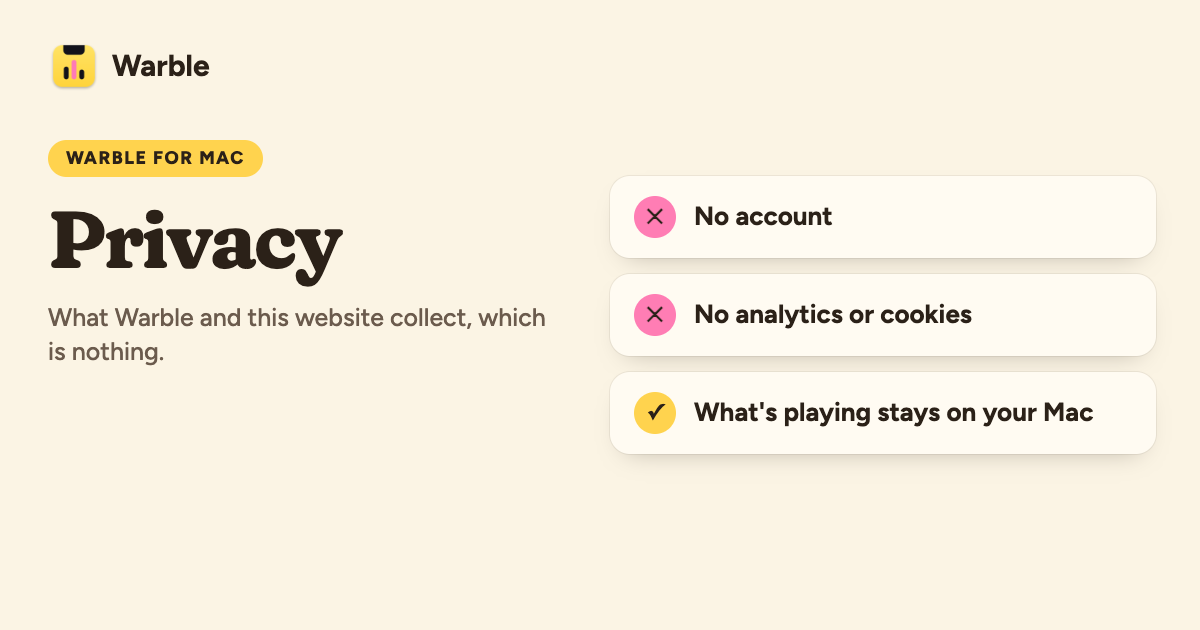 Warble
WARBLE FOR MAC
Privacy
What Warble and this website collect, which
is nothing.
No account
No analytics or cookies
What's playing stays on your Mac